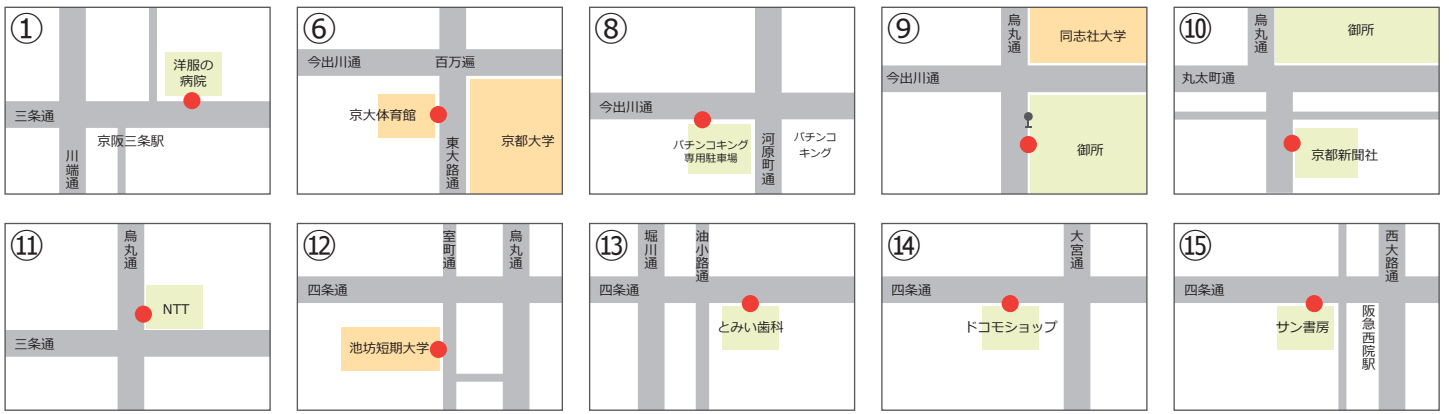 ①
洋服の
病院
三条通
京阪三条駅
川端通
⑥
今出川通
百万遍
京大体育館
東大路通
京都大学
⑧
今出川通
パチンコキング
専用駐車場
河原町通
パチンコ
キング
⑨
烏丸通
同志社大学
今出川通
御所
⑩
烏丸通
御所
丸太町通
京都新聞社
⑪
烏丸通
NTT
三条通
⑫
室町通
烏丸通
四条通
池坊短期大学
⑬
堀川通
油小路通
四条通
とみい歯科
⑭
大宮通
四条通
ドコモショップ
⑮
西大路通
四条通
サン書房
阪急西院駅